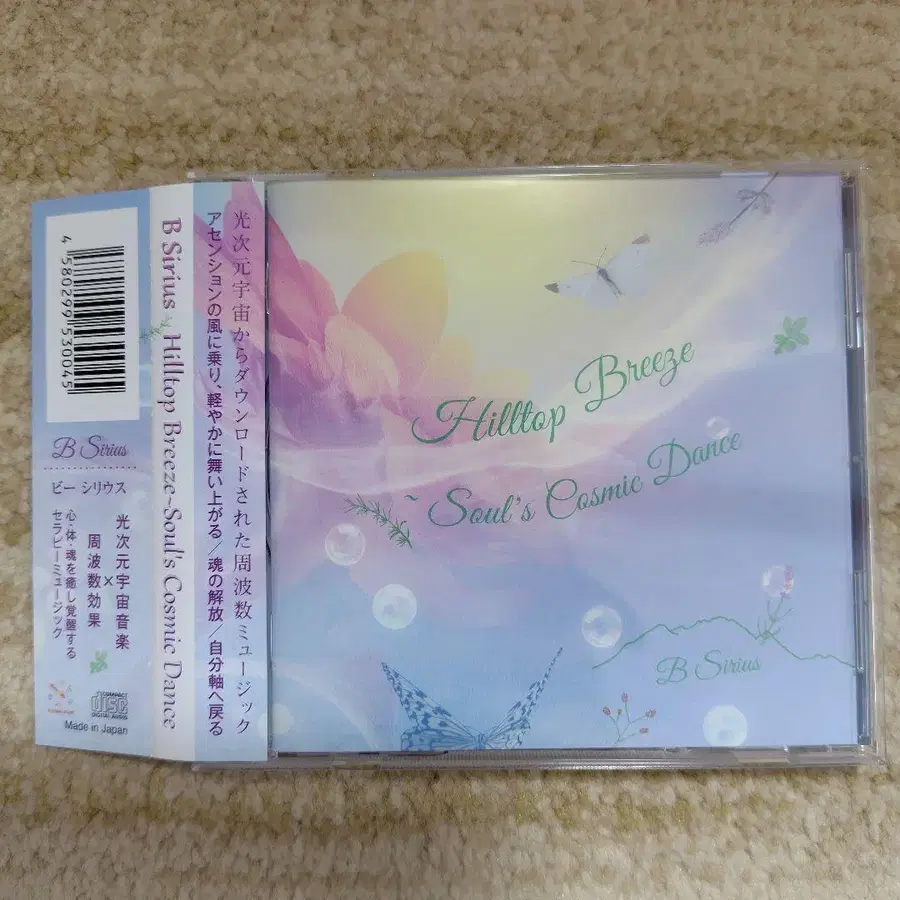 4 580299 530045
B Sirius
ビー シリウス
光次元宇宙音楽
×
周波数効果
心・体・魂を癒し覚醒する
セラピーミュージック
COMPACT
disc
DIGITAL AUDIO
Made in Japan
B Sirius Hilltop Breeze~Soul's Cosmic Dance
光次元宇宙からダウンロードされた周波数ミュージック
アセンションの風に乗り、軽やかに舞い上がる／魂の解放／自分軸へ戻る
Hilltop Breeze
~ Soul's Cosmic Dance
B Sirius